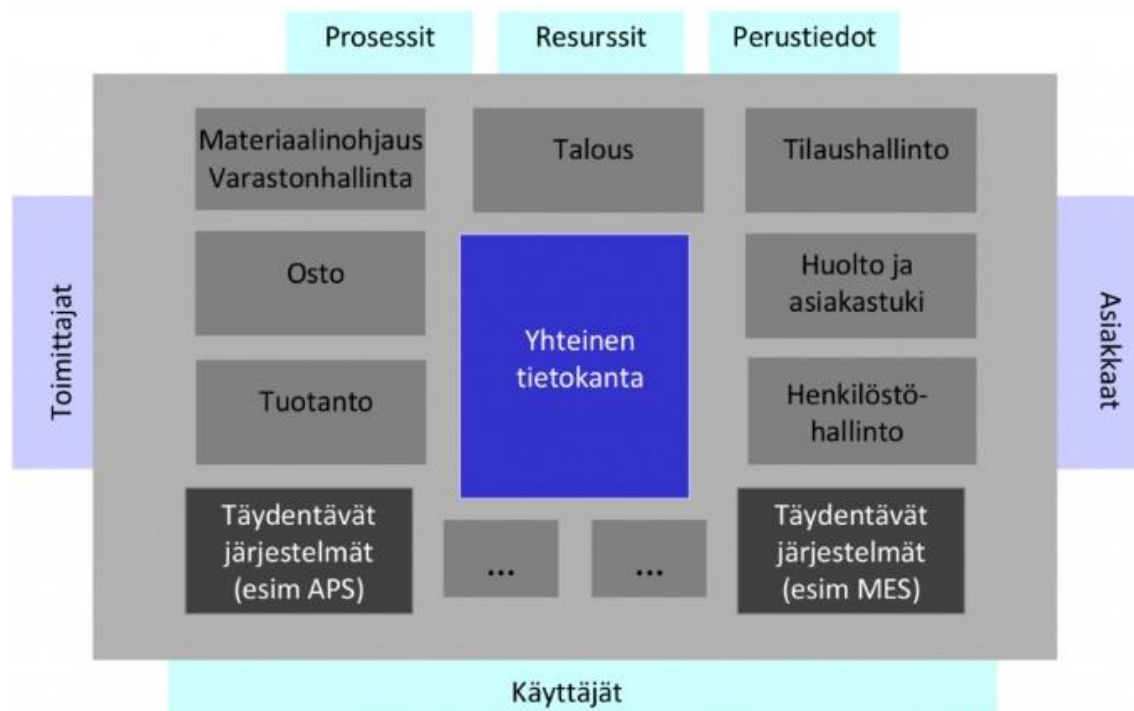 Prosessit
Resurssit
Perustiedot
Materiaalinohjaus
Varastonhallinta
Talous
Tilaushallinto
Toimittajat
Osto
Yhteinen
tietokanta
Huolto ja
asiakastuki
Asiakkaat
Tuotanto
Henkilöstö-
hallinto
Täydentävät
järjestelmät
(esim APS)
...
...
Täydentävät
järjestelmät
(esim MES)
Käyttäjät